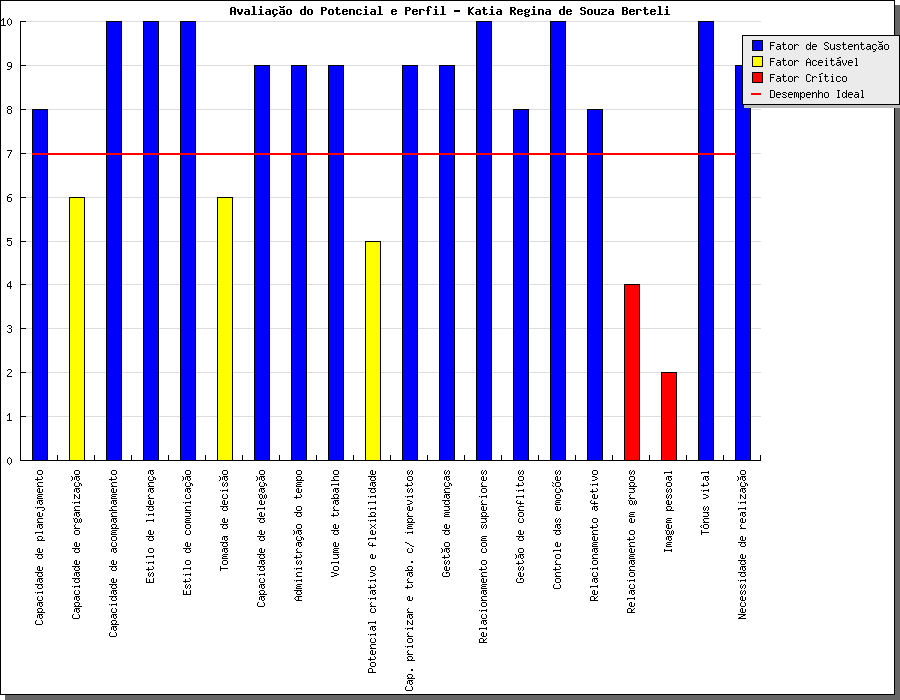 Avaliação do Potencial e Perfil - Katia Regina de Souza Berteli
Fator de Sustentação
Fator Aceitável
Fator Crítico
Desempenho Ideal
10
9
8
7
6
5
4
3
2
1
0
Capacidade de planejamento
Capacidade de organização
Capacidade de acompanhamento
Estilo de liderança
Estilo de comunicação
Tomada de decisão
Capacidade de delegação
Administração do tempo
Volume de trabalho
Potencial criativo e flexibilidade
Cap. priorizar e trab. c/ imprevistos
Gestão de mudanças
Relacionamento com superiores
Gestão de conflitos
Controle das emoções
Relacionamento afetivo
Relacionamento em grupos
Imagem pessoal
Tônus vital
Necessidade de realização